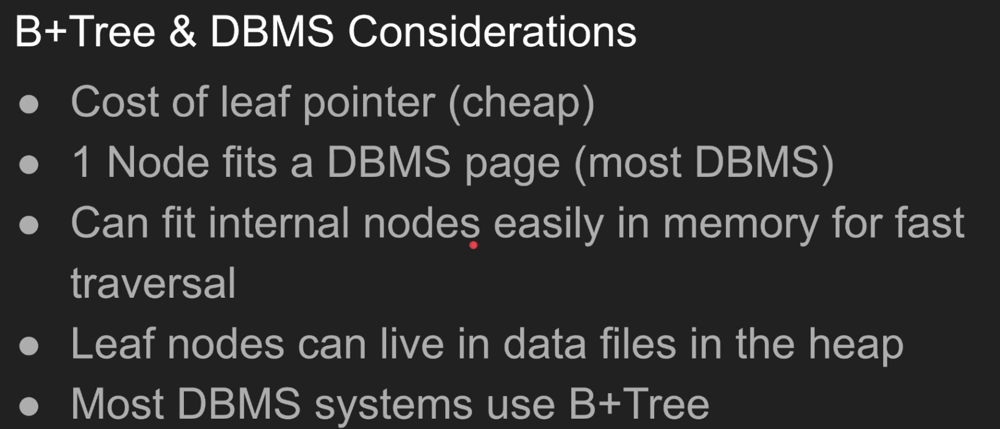 B+Tree & DBMS Considerations
● Cost of leaf pointer (cheap)
● 1 Node fits a DBMS page (most DBMS)
● Can fit internal nodes easily in memory for fast
traversal
● Leaf nodes can live in data files in the heap
● Most DBMS systems use B+Tree